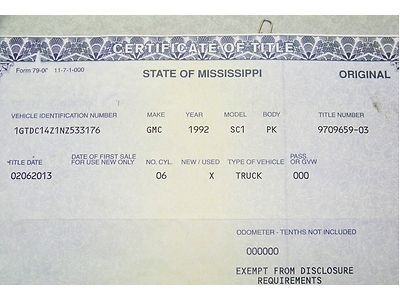 CERTIFICATE OF TITLE
Form 79-0 11-7-1-000 STATE OF MISSISSIPPI ORIGINAL
VEHICLE IDENTIFICATION NUMBER MAKE YEAR MODEL BODY TITLE NUMBER
1GTDC14Z1NZ533176 GMC 1992 SC1 PK 9709659-03
TITLE DATE DATE OF FIRST SALE FOR USE NEW ONLY NO. CYL. NEW / USED TYPE OF VEHICLE PASS. OR GVW
02062013 06 X TRUCK 000
ODOMETER - TENTHS NOT INCLUDED
000000
EXEMPT FROM DISCLOSURE
REQUIREMENTS